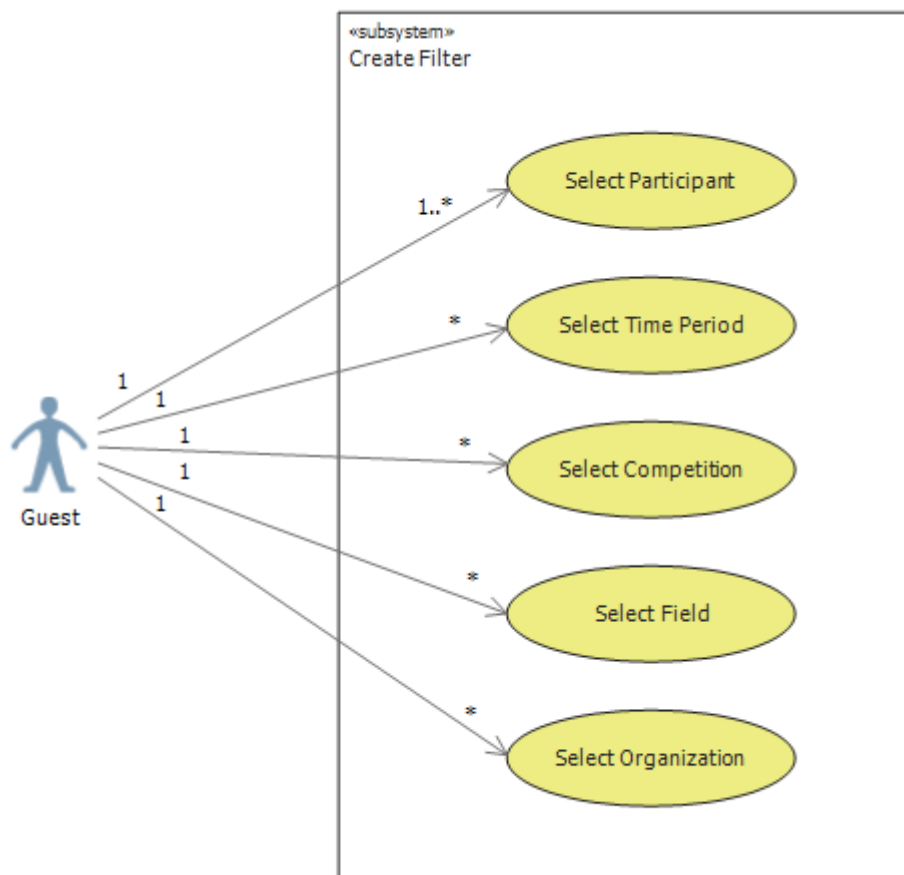 «subsystem»
Create Filter
Select Participant
1..*
Select Time Period
*
1
1
*
1
Select Competition
1
Guest
1
*
Select Field
*
Select Organization